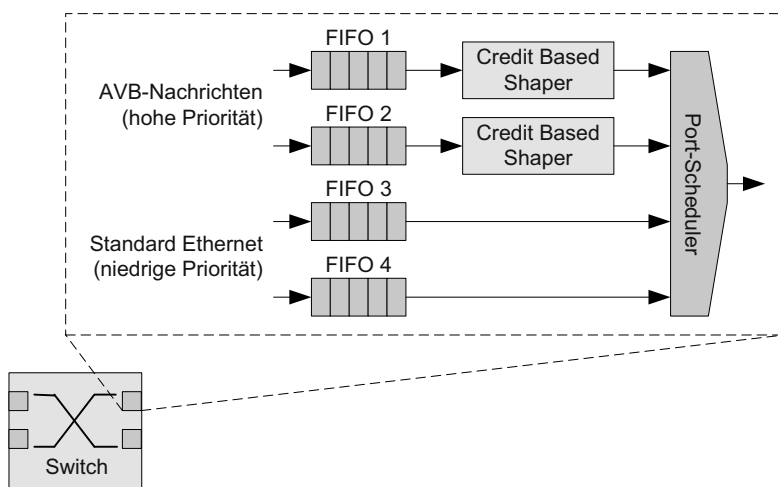 FIFO 1
Credit Based
Shaper
AVB-Nachrichten
(hohe Priorität)
FIFO 2
Credit Based
Shaper
Port-Scheduler
FIFO 3
Standard Ethernet
(niedrige Priorität)
FIFO 4
Switch